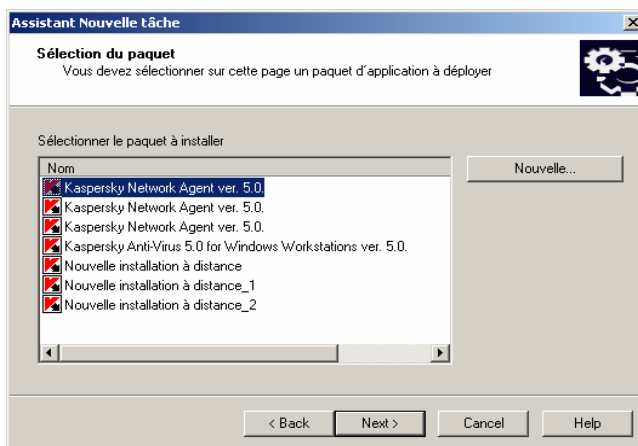 Assistant Nouvelle tâche
Sélection du paquet
Vous devez sélectionner sur cette page un paquet d'application à déployer
Sélectionner le paquet à installer
Nom
Nouvelle...
Kaspersky Network Agent ver. 5.0.
Kaspersky Network Agent ver. 5.0.
Kaspersky Network Agent ver. 5.0.
Kaspersky Anti-Virus 5.0 for Windows Workstations ver. 5.0.
Nouvelle installation à distance
Nouvelle installation à distance_1
Nouvelle installation à distance_2
< Back Next > Cancel Help